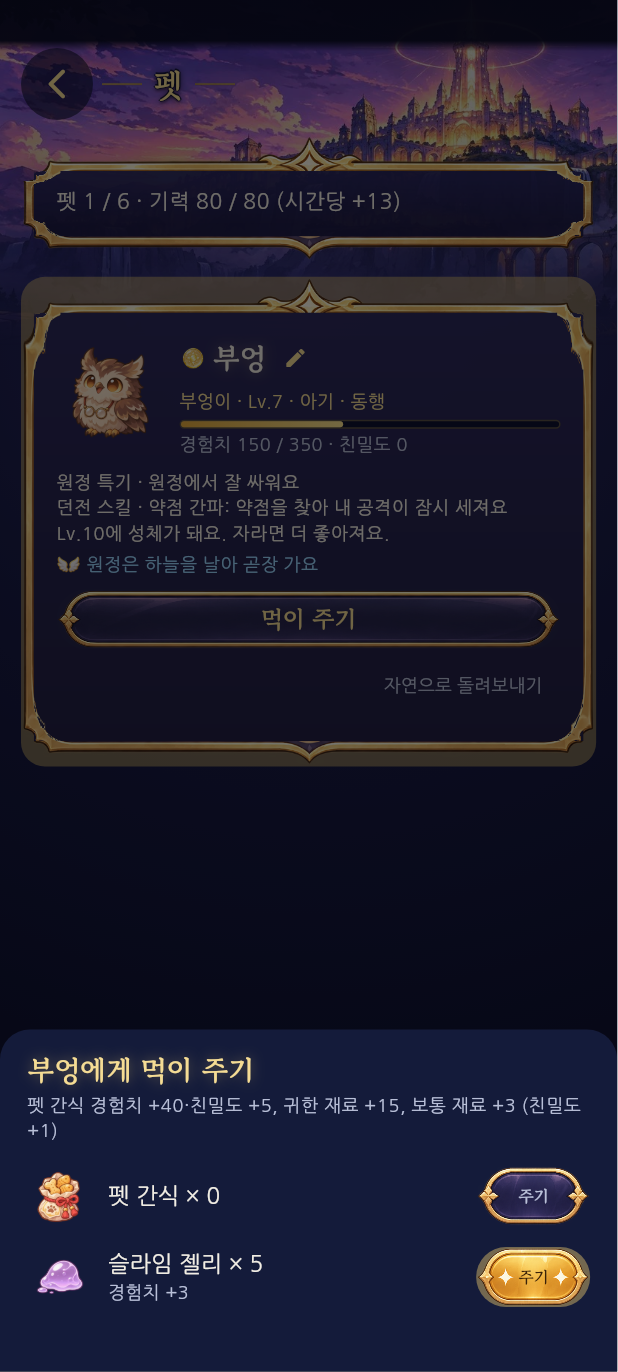 펫
펫 1 / 6 · 기력 80 / 80 (시간당 +13)
부엉
부엉이 · Lv.7 · 아기 · 동행
경험치 150 / 350 · 친밀도 0
원정 특기 · 원정에서 잘 싸워요
던전 스킬 · 약점 간파: 약점을 찾아 내 공격이 잠시 세져요
Lv.10에 성체가 돼요. 자라면 더 좋아져요.
원정은 하늘을 날아 곧장 가요
먹이 주기
자연으로 돌려보내기
부엉에게 먹이 주기
펫 간식 경험치 +40·친밀도 +5, 귀한 재료 +15, 보통 재료 +3 (친밀도
+1)
펫 간식 × 0
주기
슬라임 젤리 × 5
경험치 +3
주기